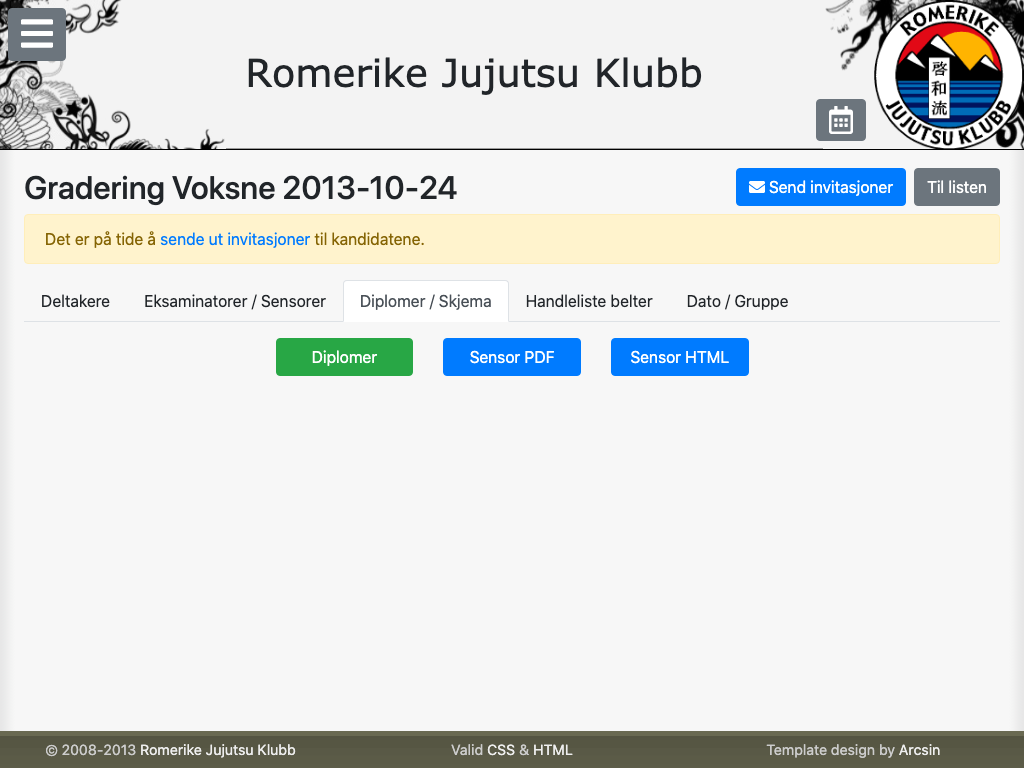 Romerike Jujutsu Klubb
ROMERIKE
啓和流
JUJUTSU KLUBB
Gradering Voksne 2013-10-24
Send invitasjoner
Til listen
Det er på tide å sende ut invitasjoner til kandidatene.
Deltakere
Eksaminatorer / Sensorer
Diplomer / Skjema
Handleliste belter
Dato / Gruppe
Diplomer
Sensor PDF
Sensor HTML
© 2008-2013 Romerike Jujutsu Klubb
Valid CSS & HTML
Template design by Arcsin